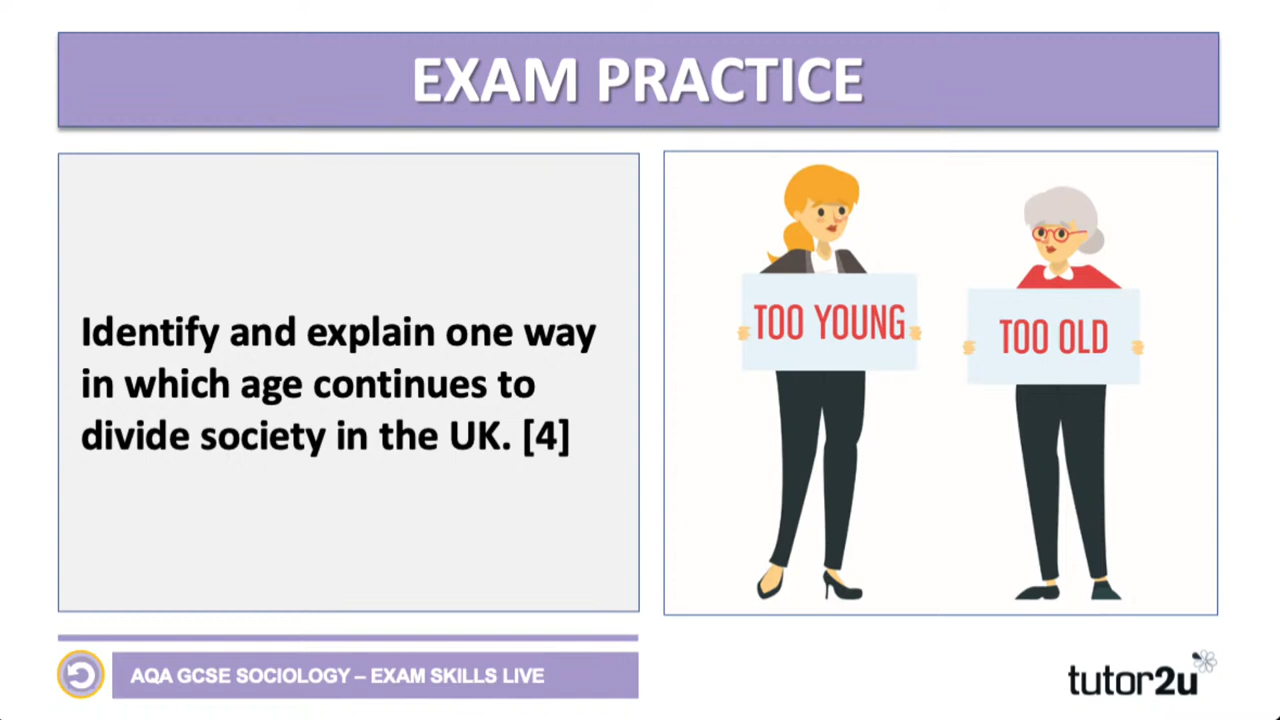 EXAM PRACTICE
Identify and explain one way
in which age continues to
divide society in the UK. [4]
TOO YOUNG
TOO OLD
AQA GCSE SOCIOLOGY – EXAM SKILLS LIVE
tutor2u